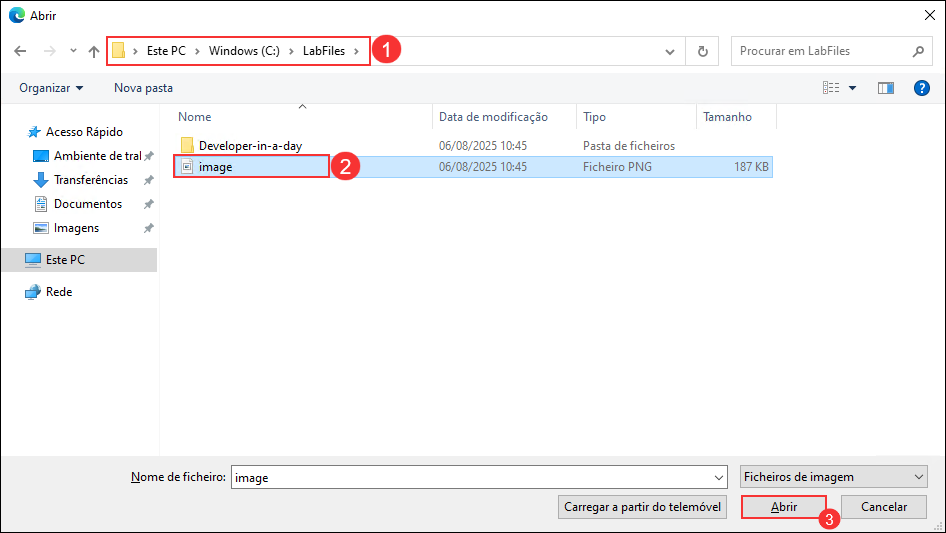 Abrir
Este PC > Windows (C:) > LabFiles > 1
Procurar em LabFiles
Organizar Nova pasta
Nome Data de modificação Tipo Tamanho
Developer-in-a-day 06/08/2025 10:45 Pasta de ficheiros
image 2 06/08/2025 10:45 Ficheiro PNG 187 KB
Acesso Rápido
Ambiente de tral
Transferências
Documentos
Imagens
Este PC
Rede
Nome de ficheiro: image Ficheiros de imagem
Carregar a partir do telemóvel Abrir 3 Cancelar